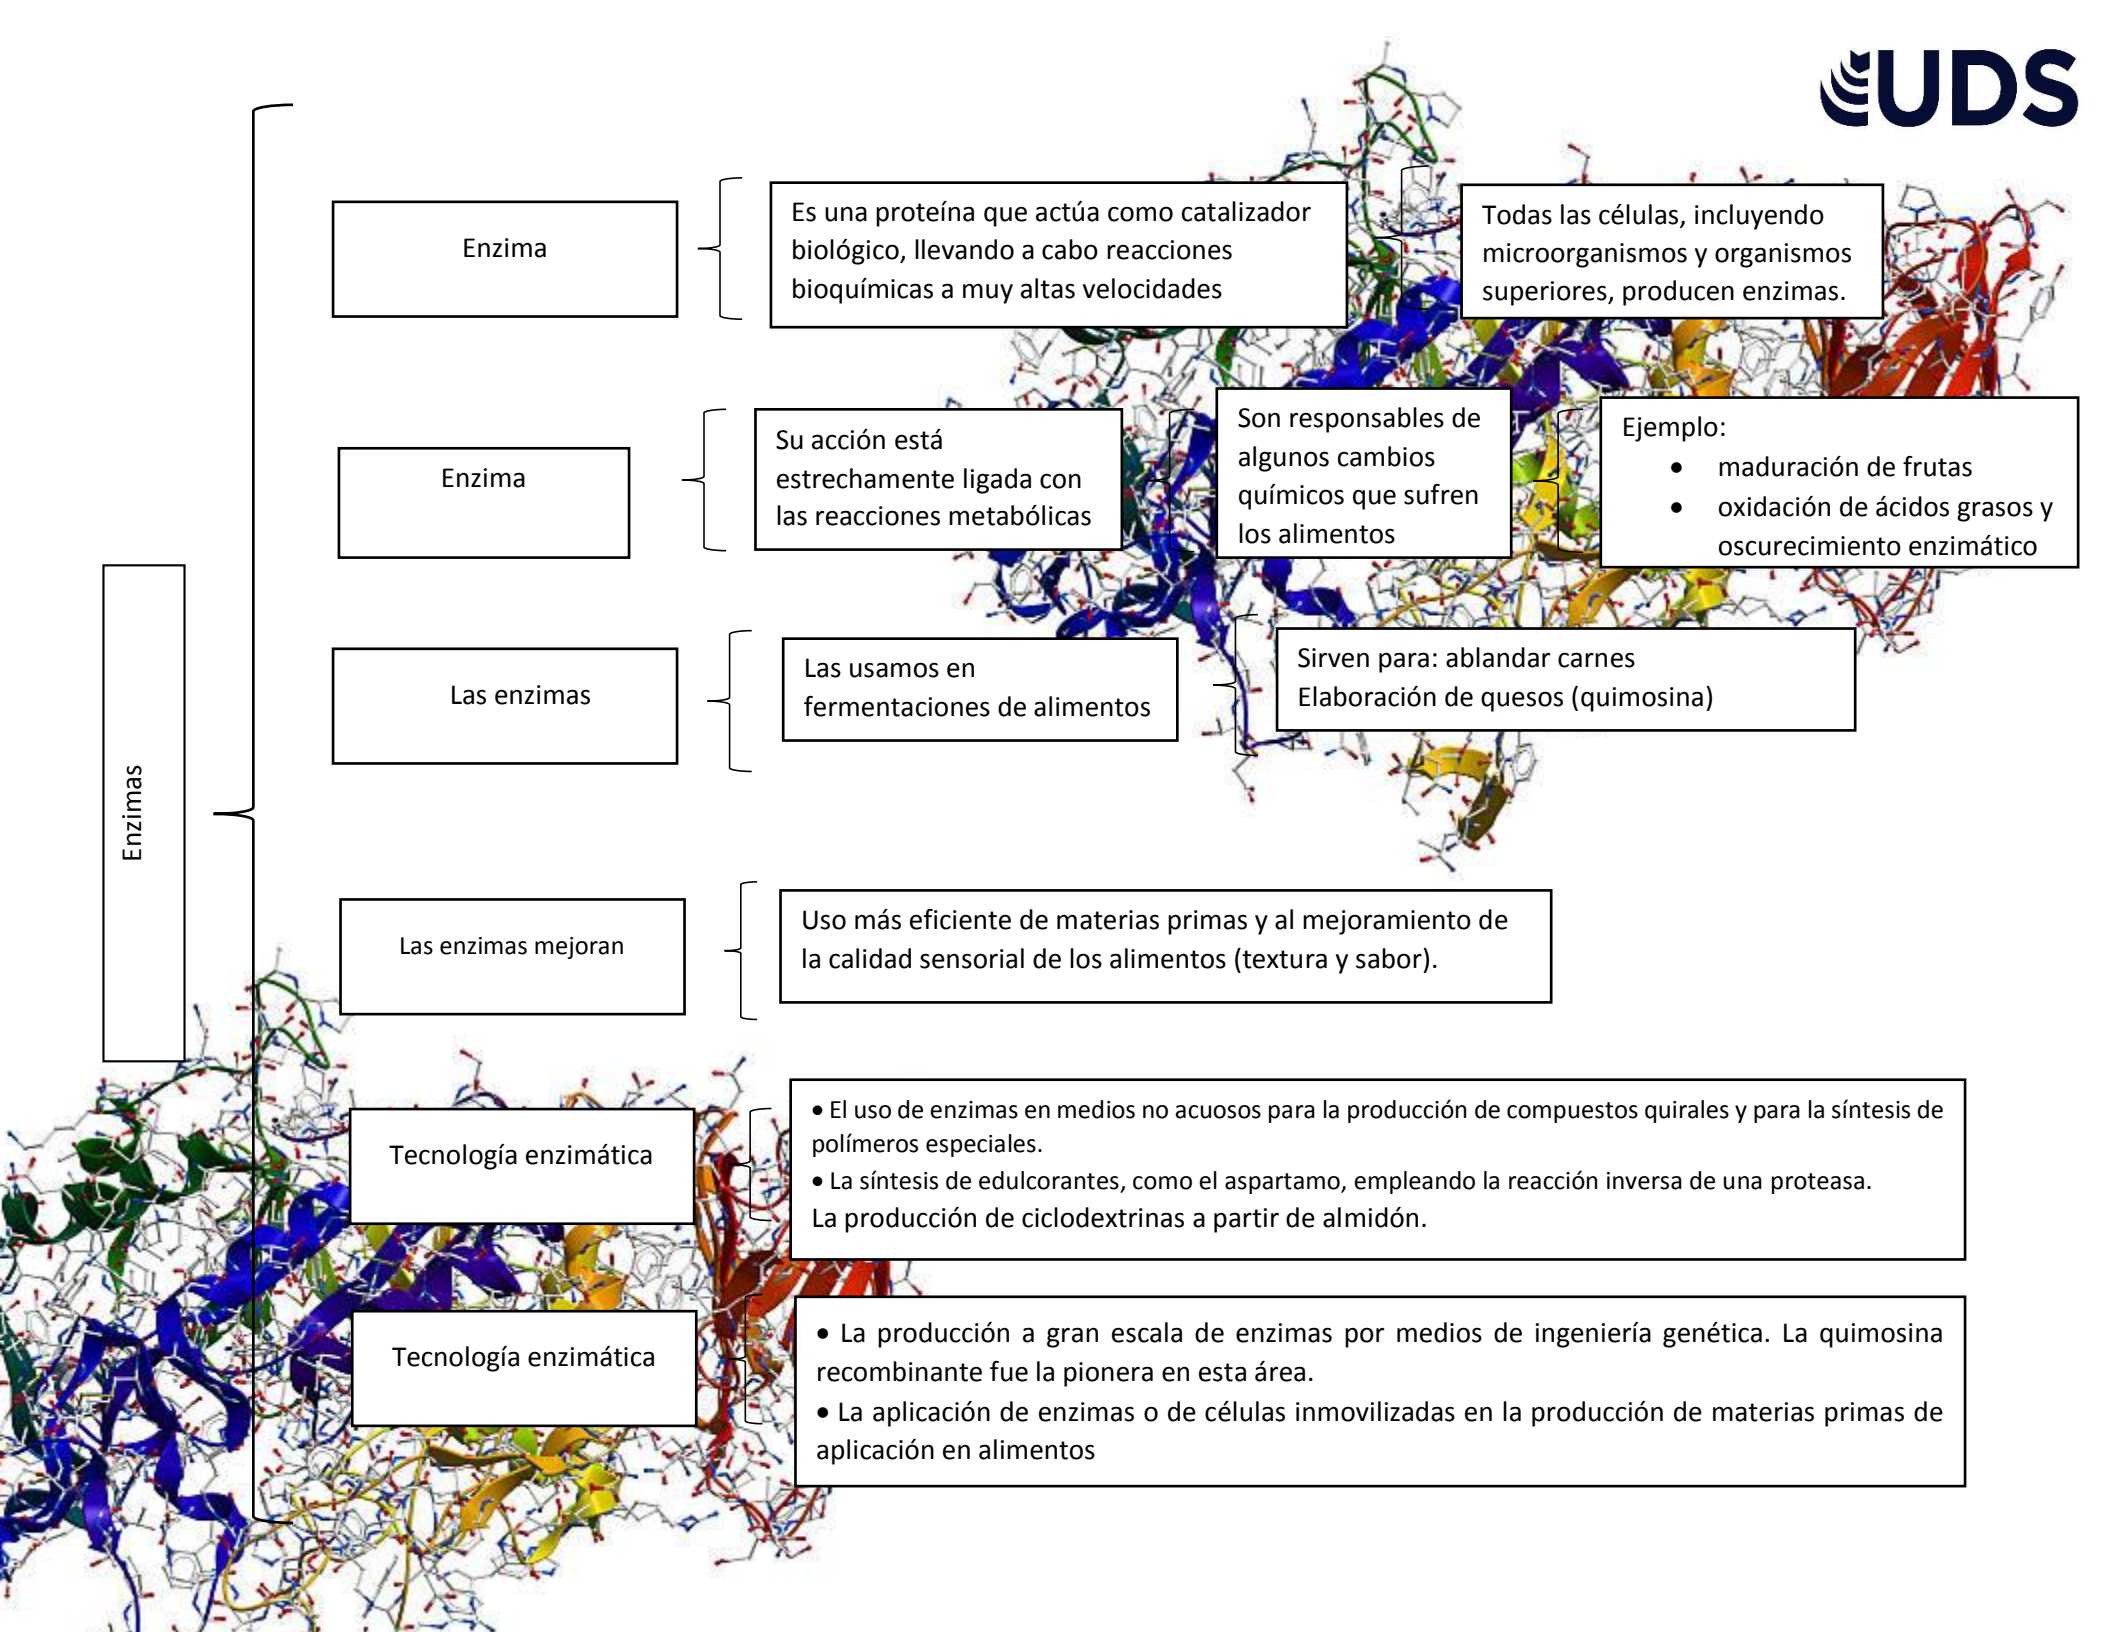 UDS
Enzimas
Enzima
Es una proteína que actúa como catalizador
biológico, llevando a cabo reacciones
bioquímicas a muy altas velocidades
Todas las células, incluyendo
microorganismos y organismos
superiores, producen enzimas.
Enzima
Su acción está
estrechamente ligada con
las reacciones metabólicas
Son responsables de
algunos cambios
químicos que sufren
los alimentos
Ejemplo:
• maduración de frutas
• oxidación de ácidos grasos y
oscurecimiento enzimático
Las enzimas
Las usamos en
fermentaciones de alimentos
Sirven para: ablandar carnes
Elaboración de quesos (quimosina)
Las enzimas mejoran
Uso más eficiente de materias primas y al mejoramiento de
la calidad sensorial de los alimentos (textura y sabor).
Tecnología enzimática
• El uso de enzimas en medios no acuosos para la producción de compuestos quirales y para la síntesis de
polímeros especiales.
• La síntesis de edulcorantes, como el aspartamo, empleando la reacción inversa de una proteasa.
La producción de ciclodextrinas a partir de almidón.
Tecnología enzimática
• La producción a gran escala de enzimas por medios de ingeniería genética. La quimosina
recombinante fue la pionera en esta área.
• La aplicación de enzimas o de células inmovilizadas en la producción de materias primas de
aplicación en alimentos